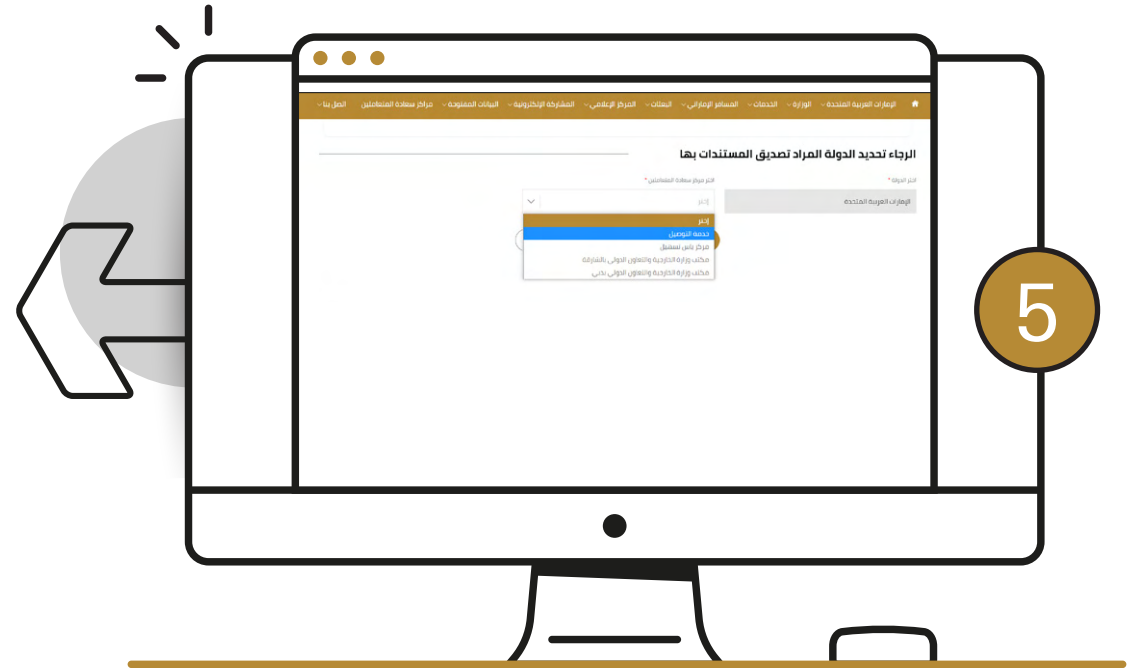 الإمارات العربية المتحدة الوزارة الخدمات المسافر الإماراتي البعثات المركز الإعلامي المشاركة الإلكترونية البيانات المفتوحة مراكز سعادة المتعاملين اتصل بنا
الرجاء تحديد الدولة المراد تصديق المستندات بها
اختر الدولة *
اختر مركز سعادة المتعاملين *
الإمارات العربية المتحدة
إختر
إختر
خدمة التوصيل
مركز ياس تسهيل
مكتب وزارة الخارجية والتعاون الدولي بالشارقة
مكتب وزارة الخارجية والتعاون الدولي بدبي
5